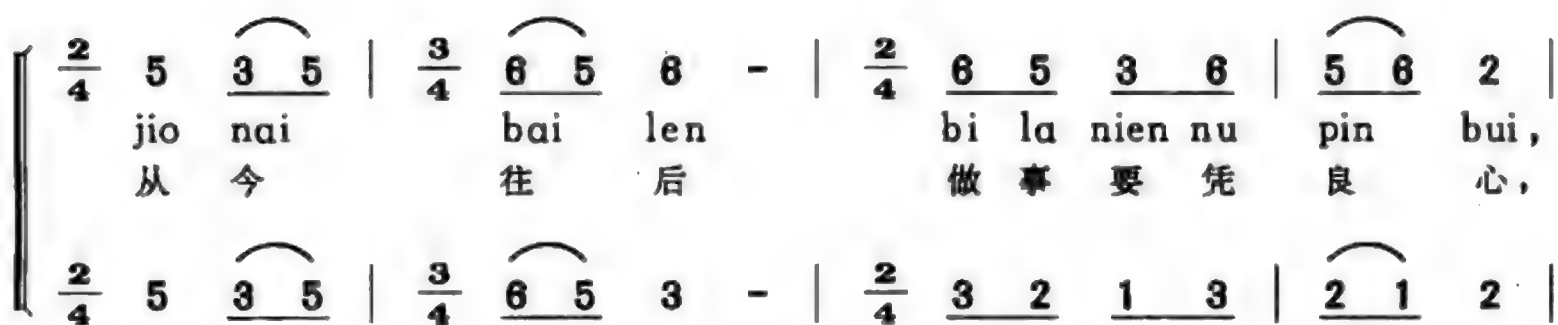 2/4 5 3 5 | 3/4 6 5 6 - | 2/4 6 5 3 6 | 5 6 2 |
jio nai bai len bi la nien nu pin bui,
从 今 往 后 做 事 要 凭 良 心,
2/4 5 3 5 | 3/4 6 5 3 - | 2/4 3 2 1 3 | 2 1 2 |